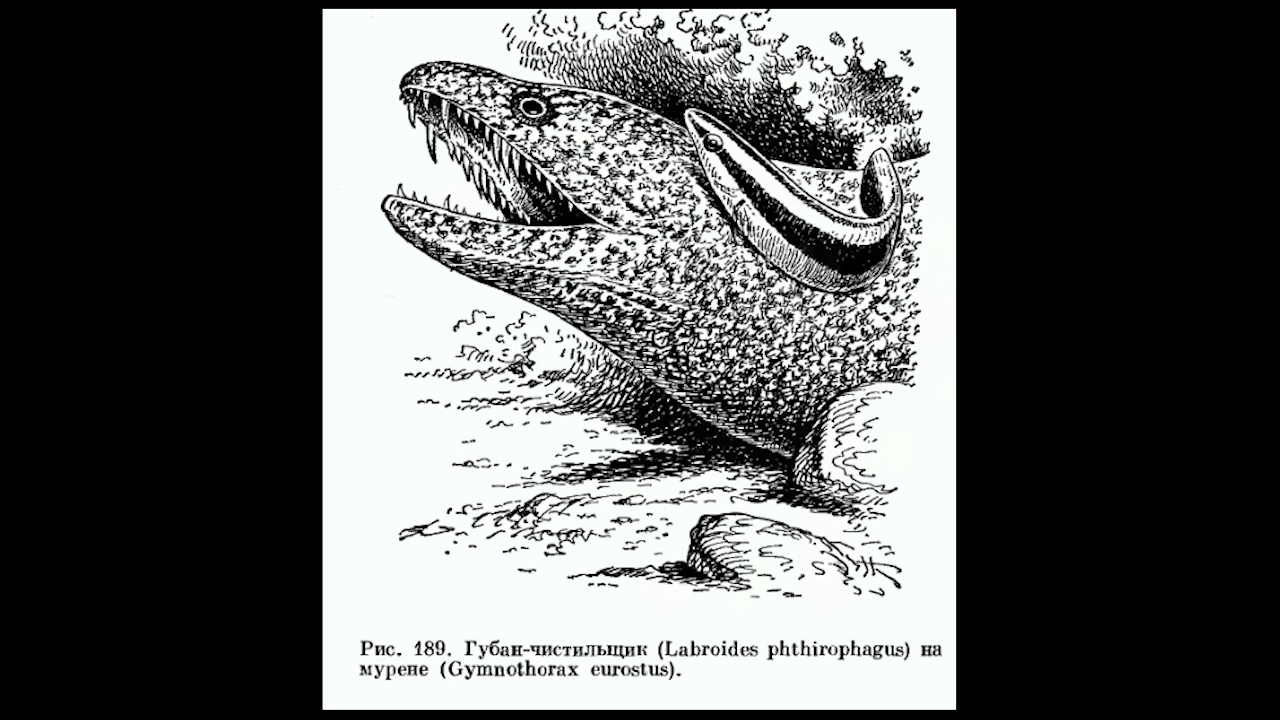 Рис. 189. Губан-чистильщик (Labroides phthirophagus) на
мурене (Gymnothorax eurostus).